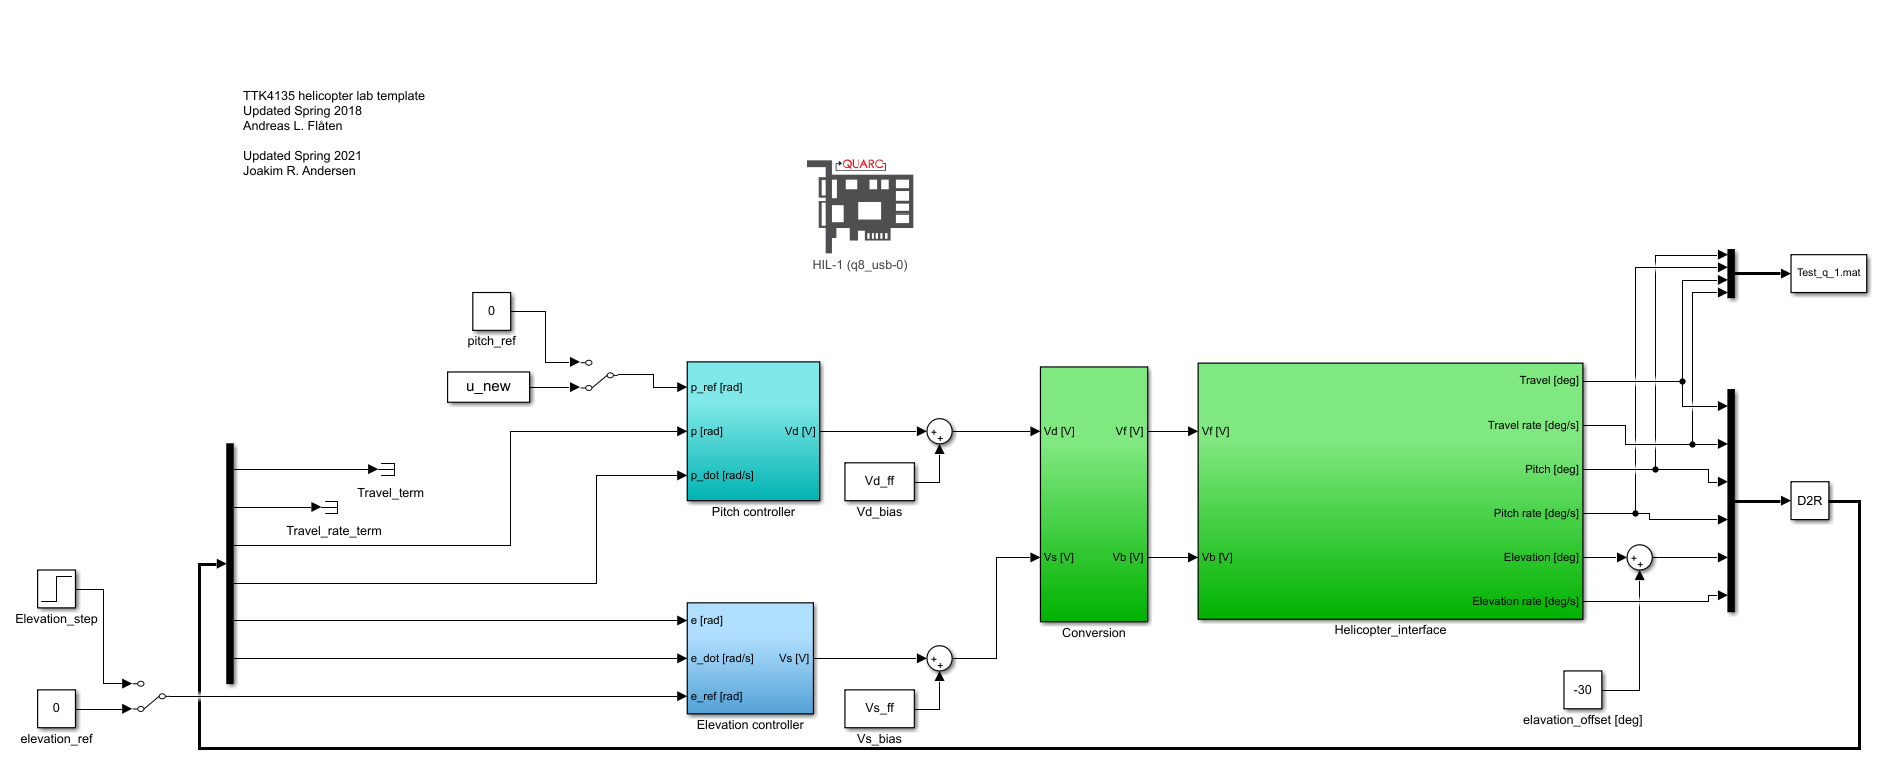 TTK4135 helicopter lab template
Updated Spring 2018
Andreas L. Flåten
Updated Spring 2021
Joakim R. Andersen
QUARC
HIL-1 (q8_usb-0)
Test_q_1.mat
0
pitch_ref
u_new
p_ref [rad]
p [rad]
Vd [V]
p_dot [rad/s]
Pitch controller
Vd_ff
Vd_bias
Vd [V]
Vf [V]
Vs [V]
Vb [V]
Conversion
Vf [V]
Vb [V]
Travel [deg]
Travel rate [deg/s]
Pitch [deg]
Pitch rate [deg/s]
Elevation [deg]
Elevation rate [deg/s]
Helicopter_interface
D2R
Travel_term
Travel_rate_term
Elevation_step
0
elevation_ref
e [rad]
e_dot [rad/s]
Vs [V]
e_ref [rad]
Elevation controller
Vs_ff
Vs_bias
-30
elavation_offset [deg]